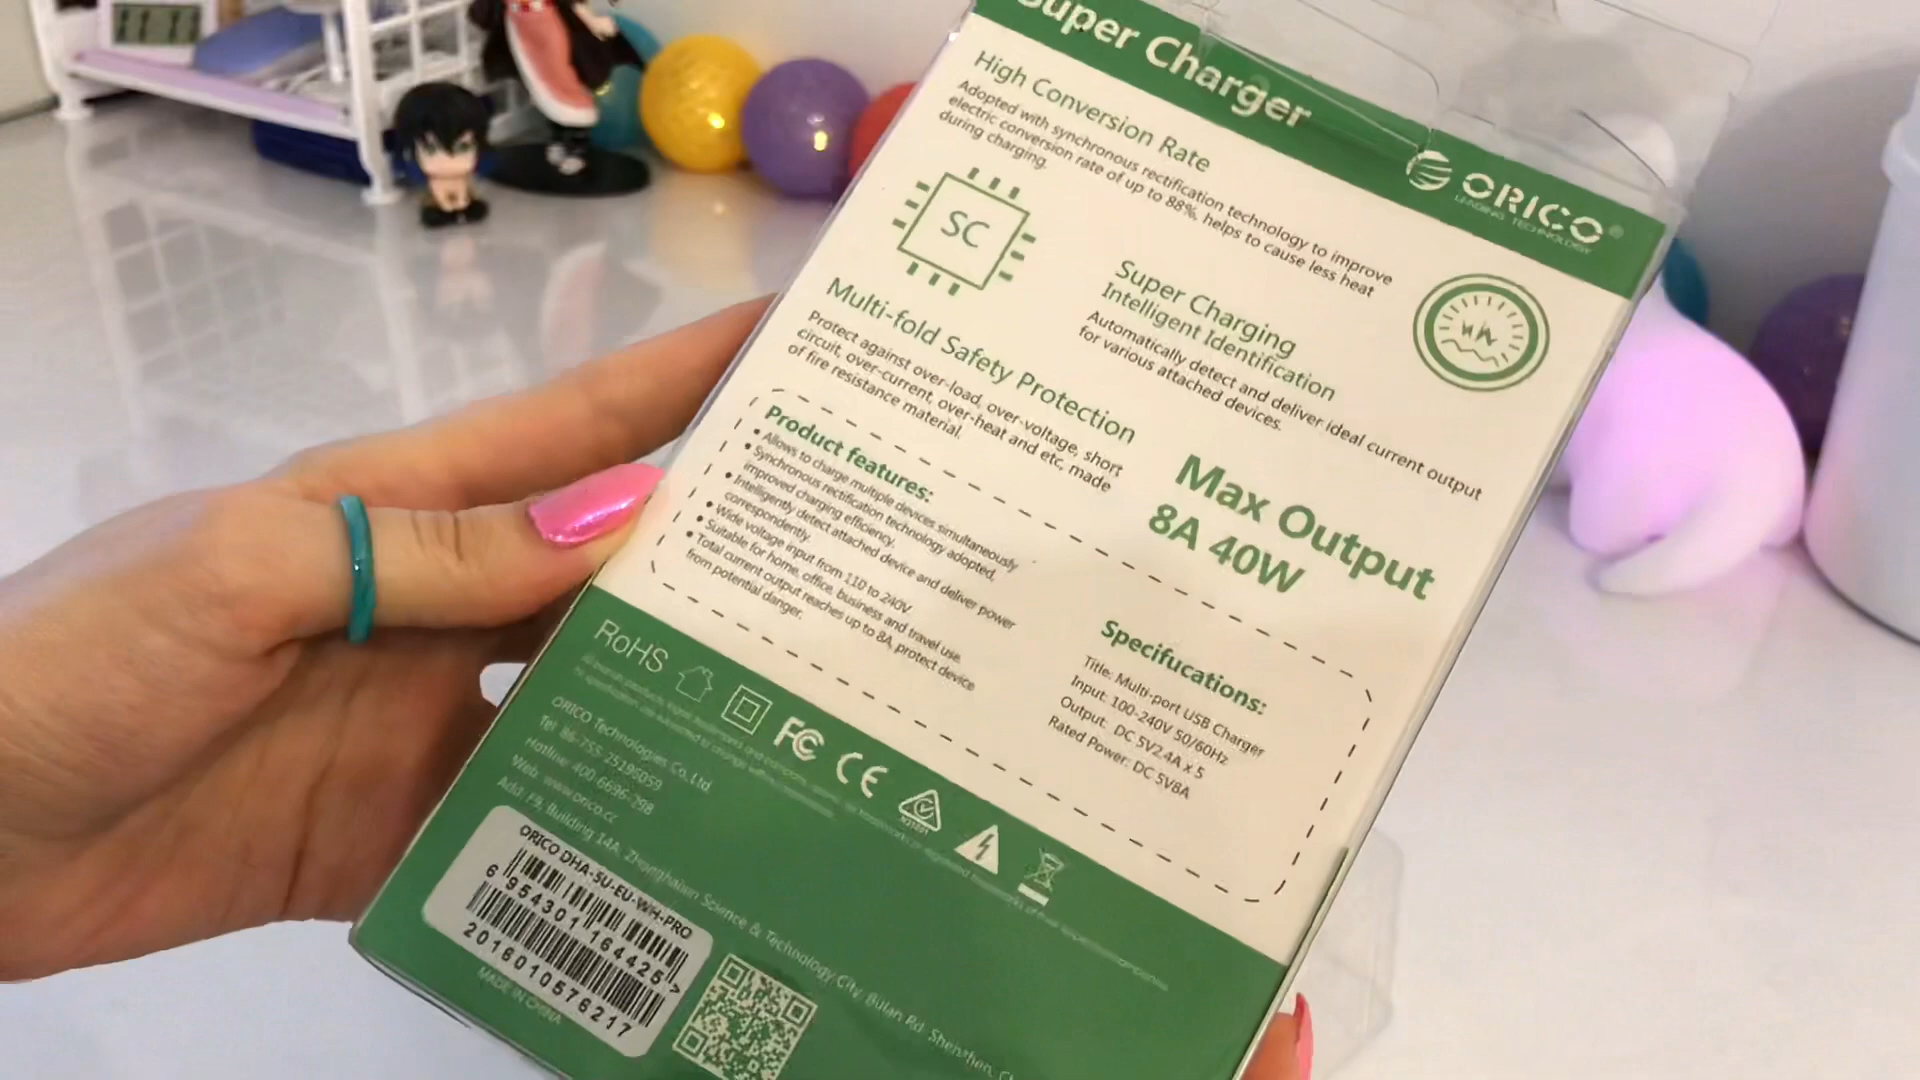 Super Charger
ORICO
LEADING TECHNOLOGY
High Conversion Rate
Adopted with synchronous rectification technology to improve
electric conversion rate of up to 88%, helps to cause less heat
during charging.
SC
Super Charging
Intelligent Identification
Automatically detect and deliver ideal current output
for various attached devices.
Multi-fold Safety Protection
Protect against over-load, over-voltage, short
circuit, over-current, over-heat and etc, made
of fire resistance material.
Max Output
8A 40W
Product features:
• Allows to charge multiple devices simultaneously
• Synchronous rectification technology adopted,
improved charging efficiency.
• Intelligently detect attached device and deliver power
correspondently.
• Wide voltage input from 110 to 240V
• Suitable for home, office, business and travel use.
• Total current output reaches up to 8A, protect device
from potential danger.
Specifucations:
Title: Multi-port USB Charger
Input: 100-240V 50/60Hz
Output: DC 5V2.4A x 5
Rated Power: DC 5V8A
RoHS
FC CE
ORICO Technologies Co., Ltd
Tel: 86-755-25196059
Hotline: 400-6696-298
Web: www.orico.cc
Add: F9, Building 14A, Zhonghaixin Science & Technology City, Bulan Rd. Shenzhen,
ORICO DHA-5U-EU-WH-PRO
6 954301 164425 >
2016010576217
MADE IN CHINA